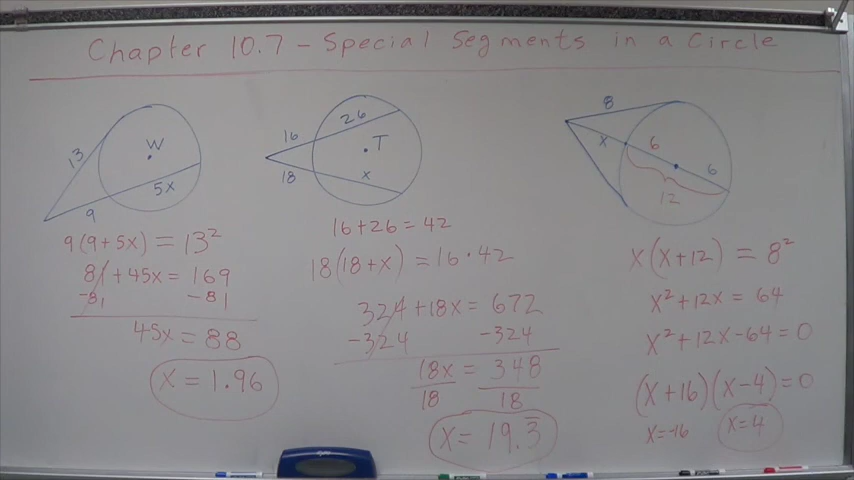 Chapter 10.7 - Special Segments in a Circle
13
W
5x
9
9(9+5x) = 13²
81 +45x = 169
-81 -81
45x = 88
x = 1.96
16
26
T
18
x
16+26 = 42
18(18+x) = 16·42
324 +18x = 672
-324 -324
18x = 348
18 18
x = 19.3̅
8
x
6
6
12
x(x+12) = 8²
x²+12x = 64
x²+12x-64 = 0
(x+16)(x-4) = 0
x=-16 x=4